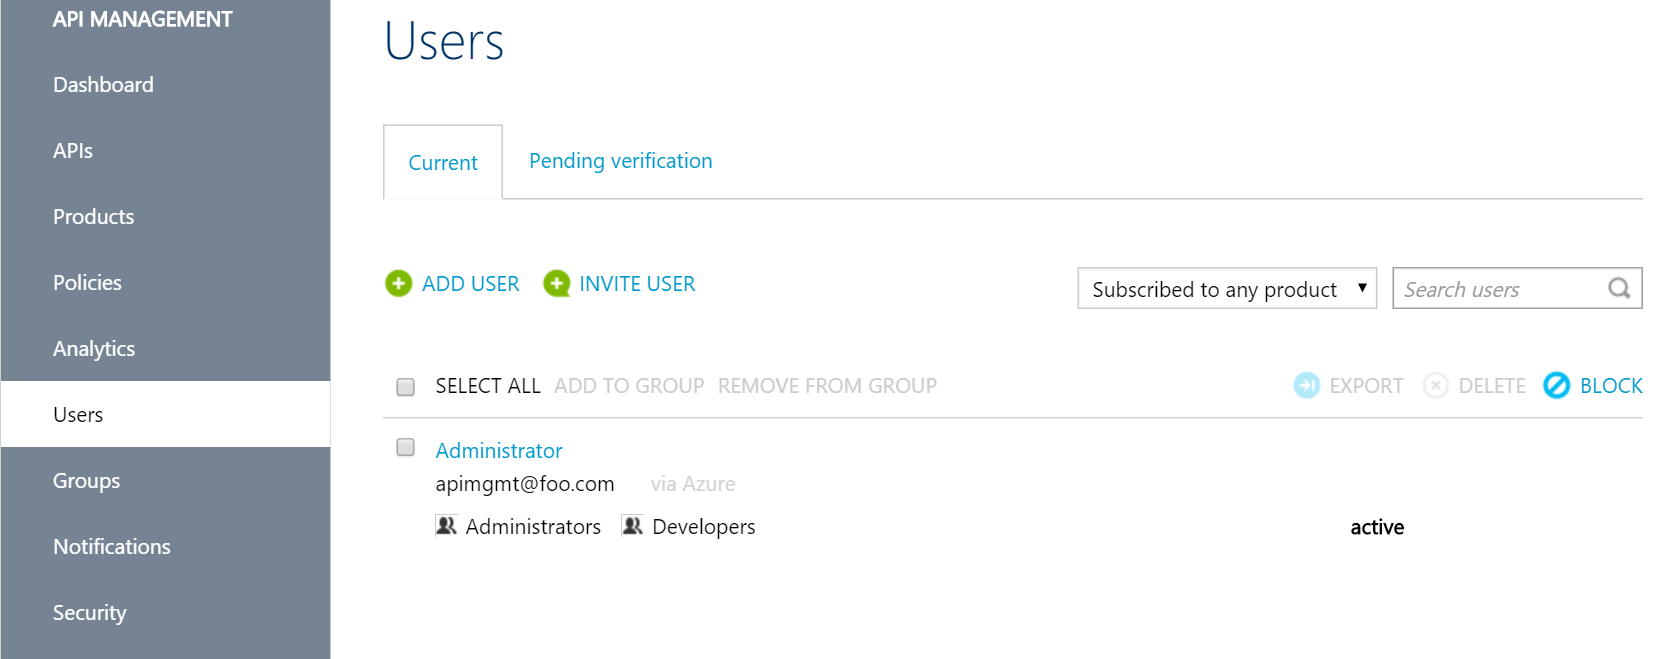 API MANAGEMENT
Dashboard
APIs
Products
Policies
Analytics
Users
Groups
Notifications
Security
Users
Current
Pending verification
ADD USER
INVITE USER
Subscribed to any product
Search users
SELECT ALL
ADD TO GROUP
REMOVE FROM GROUP
EXPORT
DELETE
BLOCK
Administrator
apimgmt@foo.com
via Azure
Administrators
Developers
active